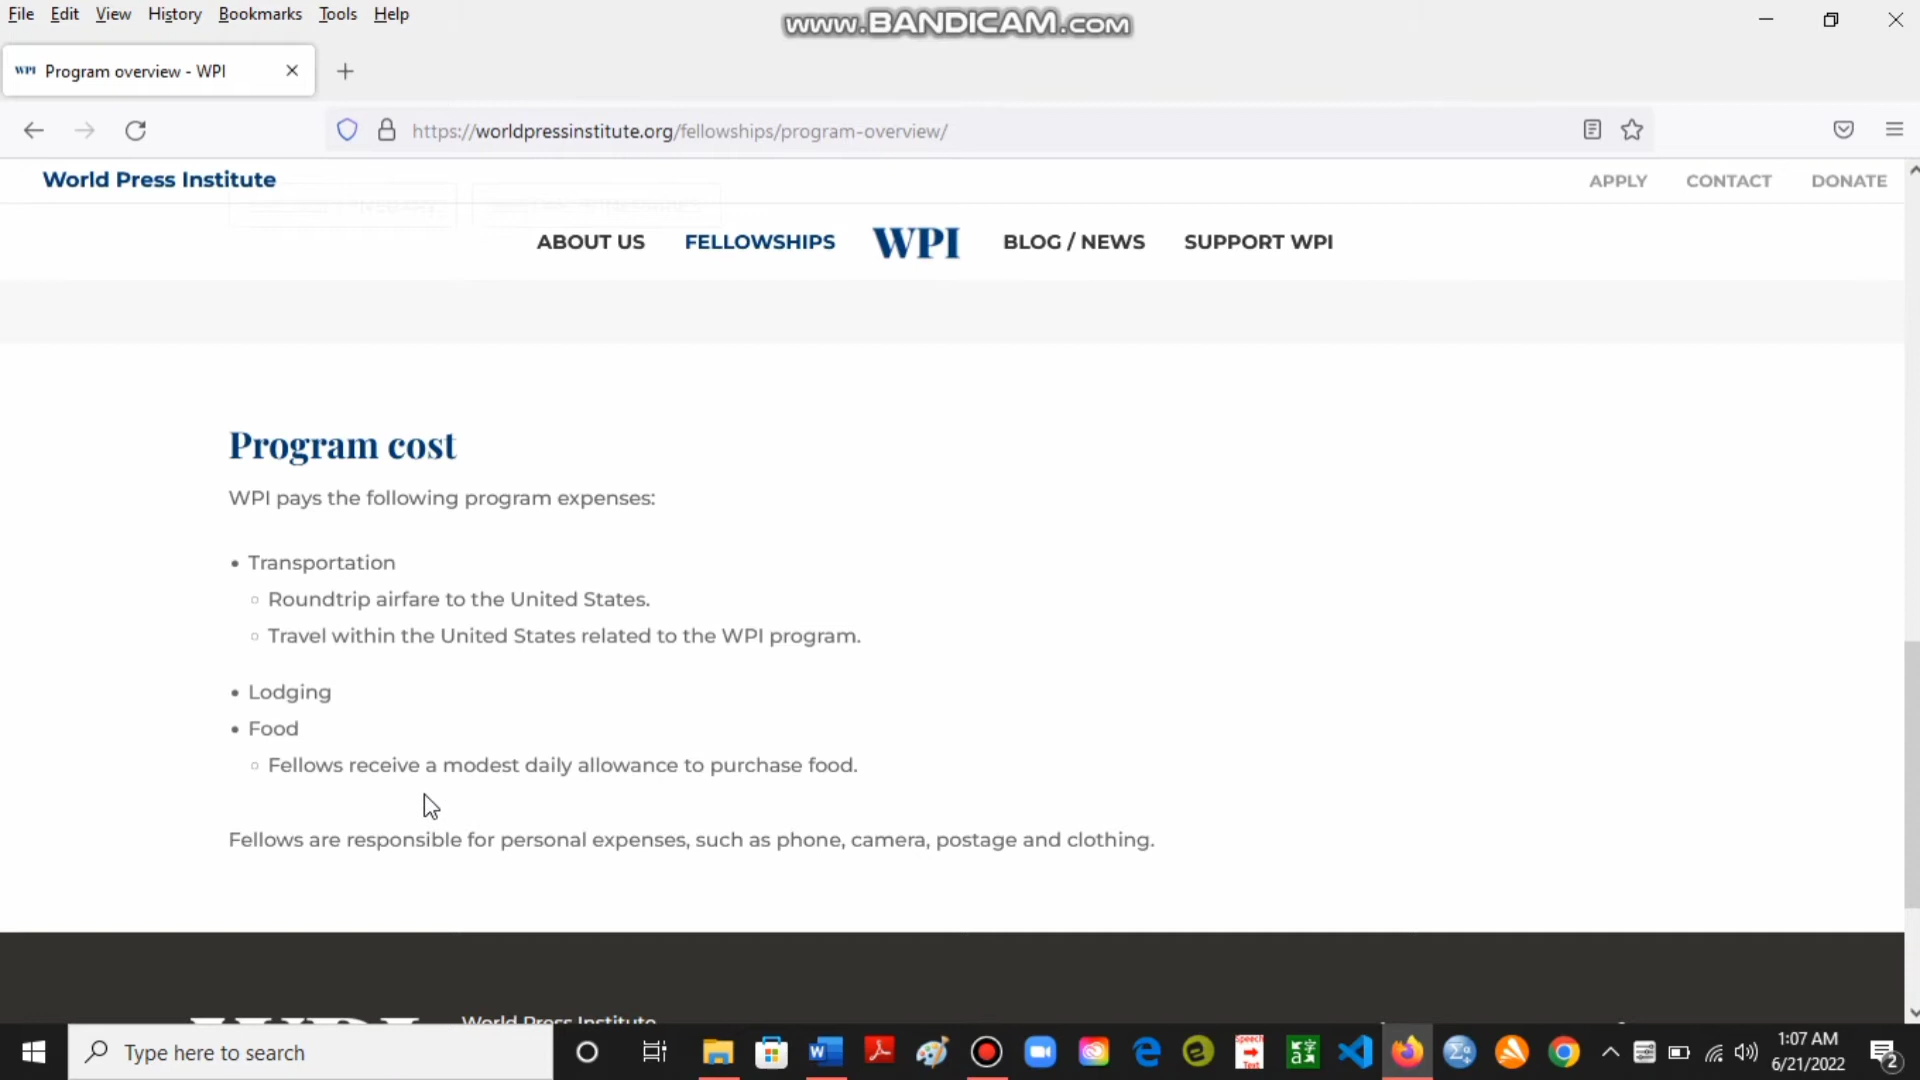 File Edit View History Bookmarks Tools Help
www.BANDICAM.com
WPI Program overview - WPI
https://worldpressinstitute.org/fellowships/program-overview/
World Press Institute
APPLY CONTACT DONATE
ABOUT US FELLOWSHIPS WPI BLOG / NEWS SUPPORT WPI
Program cost
WPI pays the following program expenses:
• Transportation
Roundtrip airfare to the United States.
Travel within the United States related to the WPI program.
• Lodging
• Food
Fellows receive a modest daily allowance to purchase food.
Fellows are responsible for personal expenses, such as phone, camera, postage and clothing.
World Press Institute
Type here to search
Speech
Text
1:07 AM
6/21/2022
2